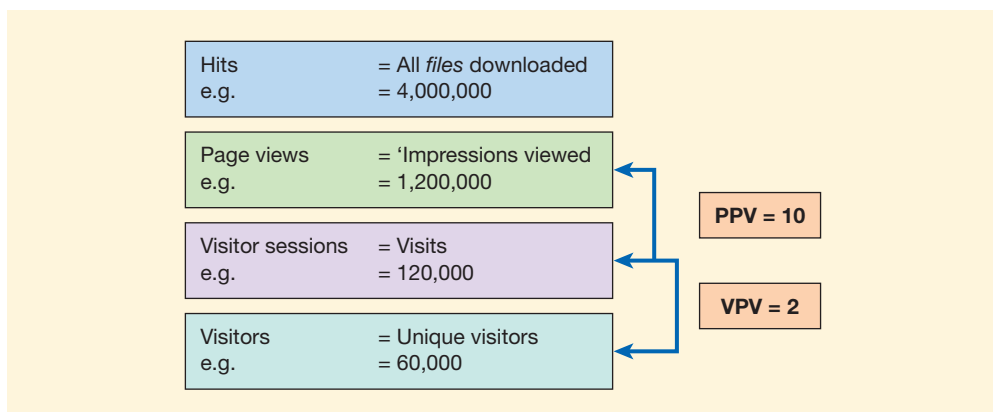 Hits = All files downloaded
e.g. = 4,000,000
Page views = ‘Impressions viewed
e.g. = 1,200,000
PPV = 10
Visitor sessions = Visits
e.g. = 120,000
VPV = 2
Visitors = Unique visitors
e.g. = 60,000